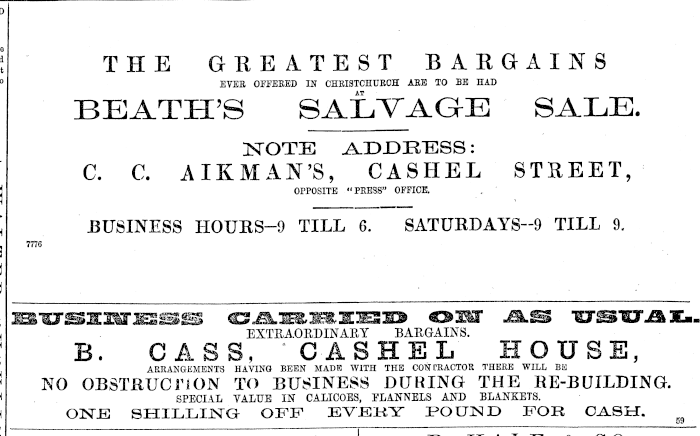 THE GREATEST BARGAINS
EVER OFFERED IN CHRISTCHURCH ARE TO BE HAD
AT
BEATH'S SALVAGE SALE.
NOTE ADDRESS:
C. C. AIKMAN'S, CASHEL STREET,
OPPOSITE "PRESS" OFFICE.
BUSINESS HOURS—9 TILL 6. SATURDAYS--9 TILL 9.
7776
BUSINESS CARRIED ON AS USUAL.
EXTRAORDINARY BARGAINS.
B. CASS, CASHEL HOUSE,
ARRANGEMENTS HAVING BEEN MADE WITH THE CONTRACTOR THERE WILL BE
NO OBSTRUCTION TO BUSINESS DURING THE RE-BUILDING.
SPECIAL VALUE IN CALICOES, FLANNELS AND BLANKETS.
ONE SHILLING OFF EVERY POUND FOR CASH.
59